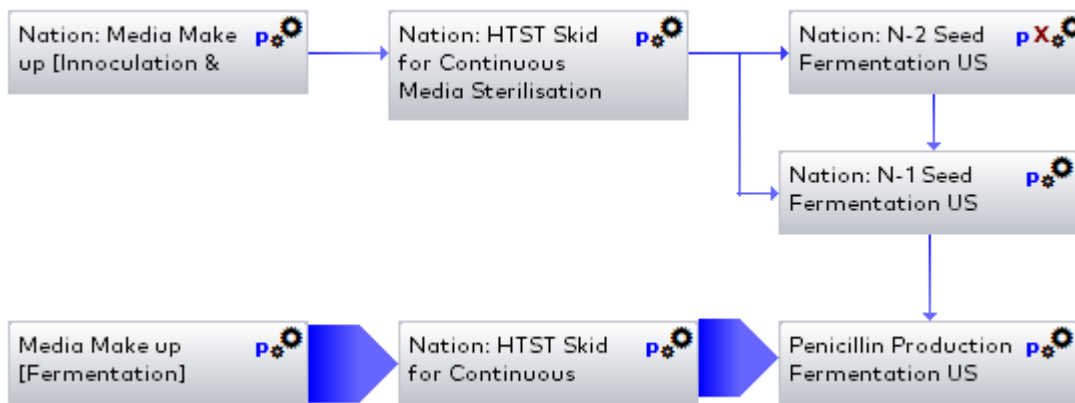 Nation: Media Make
up [Innoculation &
p
Nation: HTST Skid
for Continuous
Media Sterilisation
p
Nation: N-2 Seed
Fermentation US
p X
Nation: N-1 Seed
Fermentation US
p
Media Make up
[Fermentation]
p
Nation: HTST Skid
for Continuous
p
Penicillin Production
Fermentation US
p